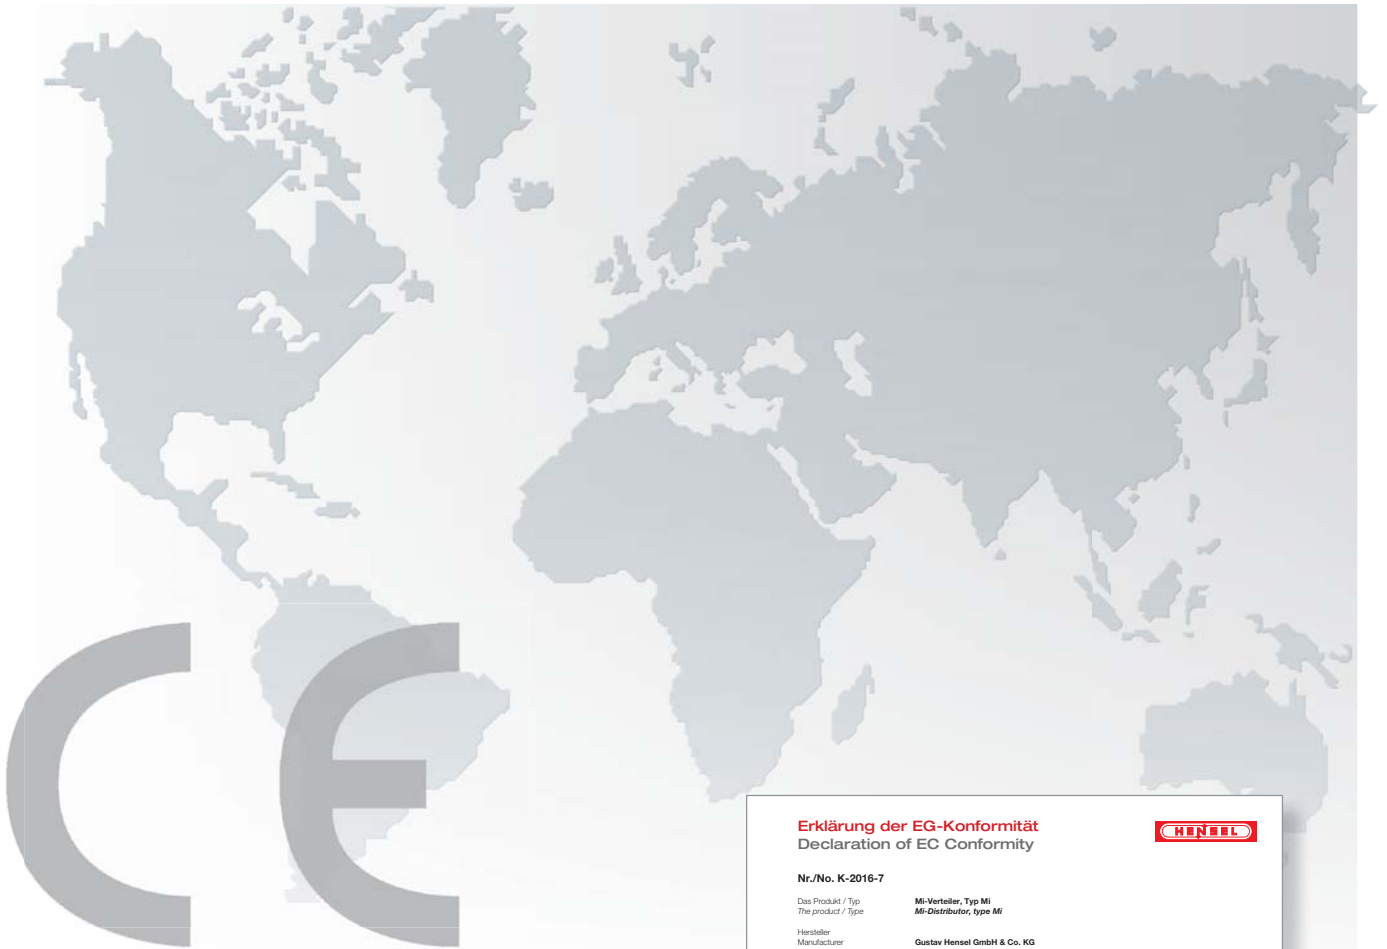 CE
Erklärung der EG-Konformität
HENSEL
Declaration of EC Conformity
Nr./No. K-2016-7
Das Produkt / Typ Mi-Verteiler, Typ Mi
The product / Type Mi-Distributor, type Mi
Hersteller
Manufacturer Gustav Hensel GmbH & Co. KG